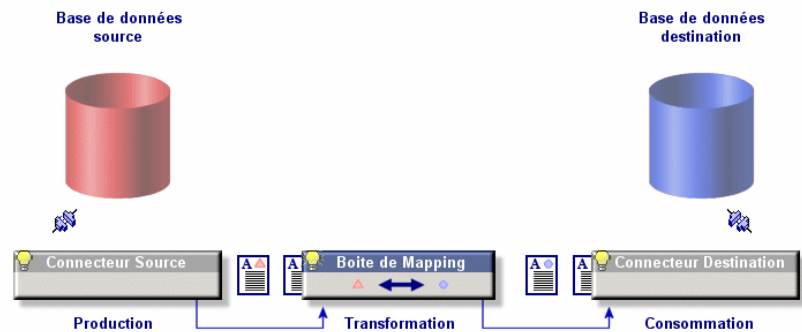 Base de données
source
Base de données
destination
Connecteur Source
A
A
Boite de Mapping
A
A
Connecteur Destination
Production
Transformation
Consommation